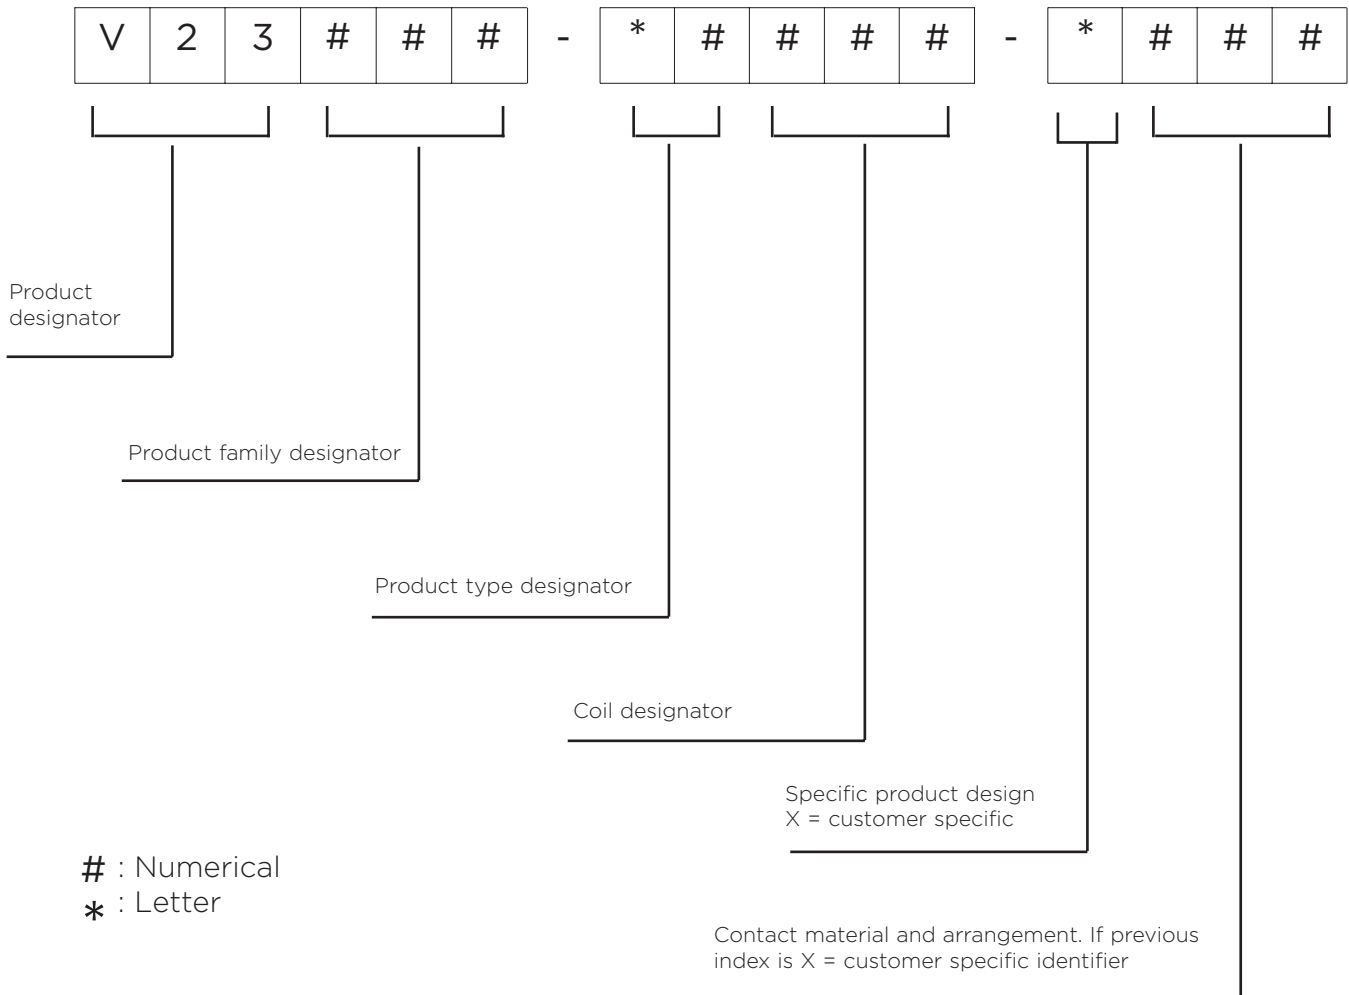 V 2 3 # # # - * # # # # - * # # #
Product
designator
Product family designator
Product type designator
Coil designator
Specific product design
X = customer specific
# : Numerical
* : Letter
Contact material and arrangement. If previous
index is X = customer specific identifier